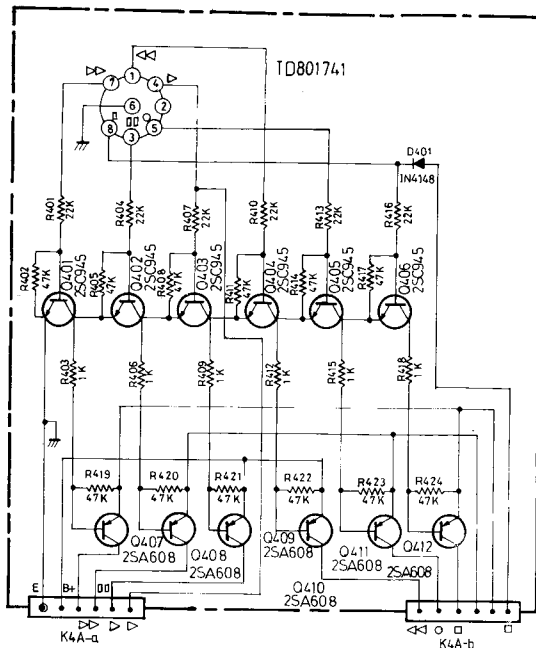 TD801741
7
1
4
6
2
8
3
5
D401
IN4148
R401
22K
R404
22K
R407
22K
R410
22K
R413
22K
R416
22K
R402
47K
Q401
2SC945
R405
47K
Q402
2SC945
R408
47K
Q403
2SC945
R411
47K
Q404
2SC945
R414
47K
Q405
2SC945
R417
47K
Q406
2SC945
R403
1K
R406
1K
R409
1K
R412
1K
R415
1K
R418
1K
R419
47K
R420
47K
R421
47K
R422
47K
R423
47K
R424
47K
Q407
2SA608
Q408
2SA608
Q409
2SA608
Q411
2SA608
Q412
Q410
2SA608
E
B+
K4A-a
K4A-b